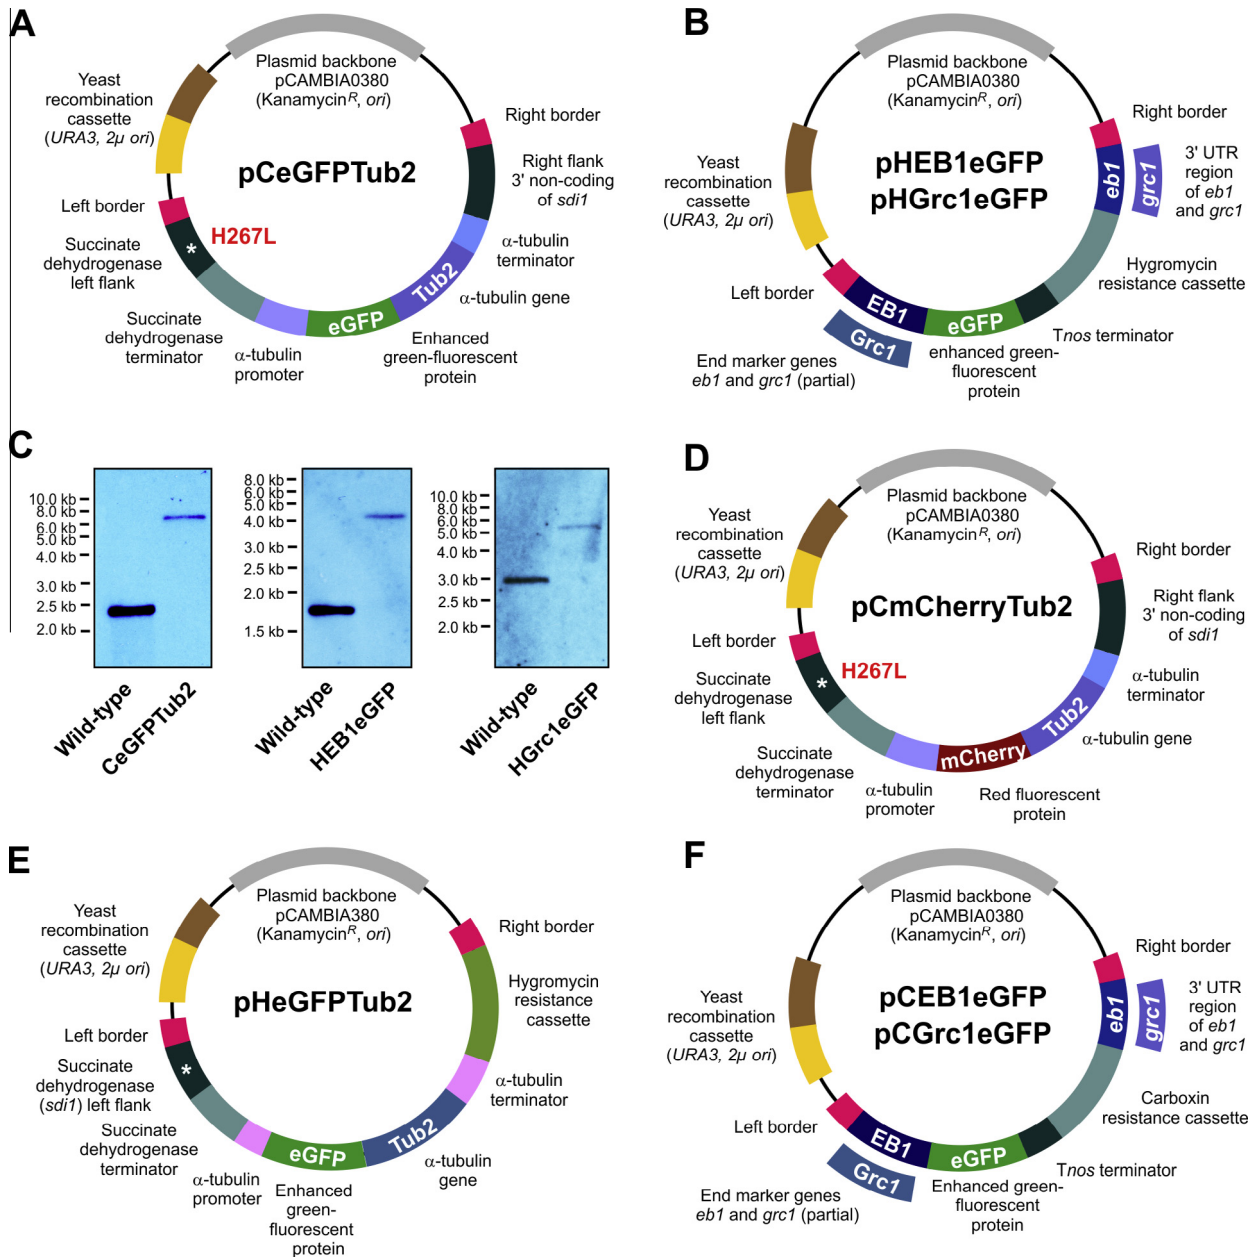 A
Plasmid backbone
pCAMBIA0380
(Kanamycin^R, ori)
Yeast
recombination
cassette
(URA3, 2µ ori)
Right border
Right flank
3' non-coding
of sdi1
pCeGFPTub2
Left border
H267L
*
Succinate
dehydrogenase
left flank
α-tubulin
terminator
Tub2
α-tubulin gene
eGFP
Succinate
dehydrogenase
terminator
α-tubulin
promoter
Enhanced
green-fluorescent
protein
B
Plasmid backbone
pCAMBIA0380
(Kanamycin^R, ori)
Right border
Yeast
recombination
cassette
(URA3, 2µ ori)
pHEB1eGFP
pHGrc1eGFP
eb1
grc1
3' UTR
region
of eb1
and grc1
Hygromycin
resistance cassette
Left border
EB1
eGFP
Grc1
Tnos terminator
End marker genes
eb1 and grc1 (partial)
enhanced green-
fluorescent
protein
C
10.0 kb
8.0 kb
6.0 kb
5.0 kb
4.0 kb
3.0 kb
2.5 kb
2.0 kb
Wild-type
CeGFPTub2
8.0 kb
6.0 kb
5.0 kb
4.0 kb
3.0 kb
2.5 kb
2.0 kb
1.5 kb
Wild-type
HEB1eGFP
10.0 kb
8.0 kb
6.0 kb
5.0 kb
4.0 kb
3.0 kb
2.5 kb
2.0 kb
Wild-type
HGrc1eGFP
D
Plasmid backbone
pCAMBIA0380
(Kanamycin^R, ori)
Yeast
recombination
cassette
(URA3, 2µ ori)
Right border
Right flank
3' non-coding
of sdi1
pCmCherryTub2
Left border
H267L
*
Succinate
dehydrogenase
left flank
α-tubulin
terminator
Tub2
α-tubulin gene
mCherry
Succinate
dehydrogenase
terminator
α-tubulin
promoter
Red fluorescent
protein
E
Plasmid backbone
pCAMBIA380
(Kanamycin^R, ori)
Yeast
recombination
cassette
(URA3, 2µ ori)
Right border
pHeGFPTub2
Hygromycin
resistance
cassette
Left border
*
Succinate
dehydrogenase
(sdi1) left flank
α-tubulin
terminator
Succinate
dehydrogenase
terminator
eGFP
Tub2
α-tubulin
promoter
Enhanced
green-
fluorescent
protein
α-tubulin
gene
F
Plasmid backbone
pCAMBIA0380
(Kanamycin^R, ori)
Right border
Yeast
recombination
cassette
(URA3, 2µ ori)
pCEB1eGFP
pCGrc1eGFP
eb1
grc1
3' UTR
region
of eb1
and grc1
Carboxin
resistance cassette
Left border
EB1
eGFP
Grc1
Tnos terminator
End marker genes
eb1 and grc1 (partial)
Enhanced green-
fluorescent
protein